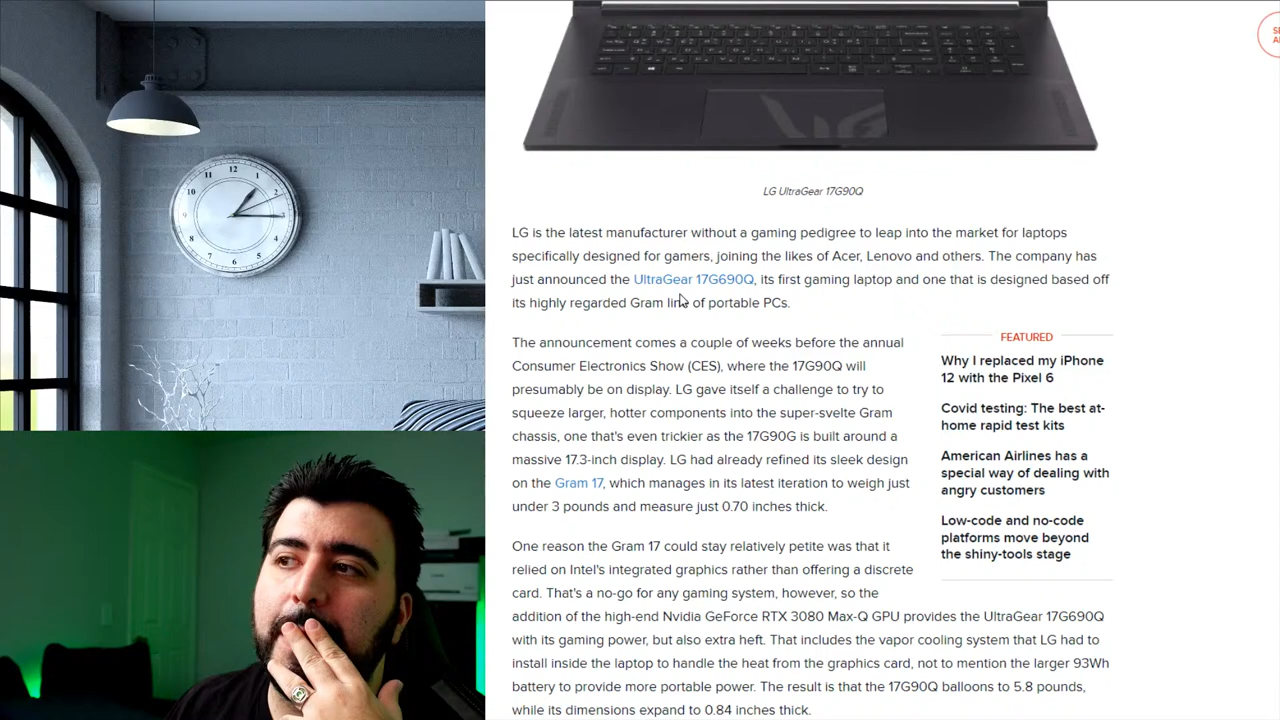 12
11
1
10
2
9
3
8
4
7
5
6
LG UltraGear 17G90Q
LG is the latest manufacturer without a gaming pedigree to leap into the market for laptops
specifically designed for gamers, joining the likes of Acer, Lenovo and others. The company has
just announced the UltraGear 17G690Q, its first gaming laptop and one that is designed based off
its highly regarded Gram line of portable PCs.
The announcement comes a couple of weeks before the annual
Consumer Electronics Show (CES), where the 17G90Q will
presumably be on display. LG gave itself a challenge to try to
squeeze larger, hotter components into the super-svelte Gram
chassis, one that's even trickier as the 17G90G is built around a
massive 17.3-inch display. LG had already refined its sleek design
on the Gram 17, which manages in its latest iteration to weigh just
under 3 pounds and measure just 0.70 inches thick.
One reason the Gram 17 could stay relatively petite was that it
relied on Intel's integrated graphics rather than offering a discrete
card. That's a no-go for any gaming system, however, so the
addition of the high-end Nvidia GeForce RTX 3080 Max-Q GPU provides the UltraGear 17G690Q
with its gaming power, but also extra heft. That includes the vapor cooling system that LG had to
install inside the laptop to handle the heat from the graphics card, not to mention the larger 93Wh
battery to provide more portable power. The result is that the 17G90Q balloons to 5.8 pounds,
while its dimensions expand to 0.84 inches thick.
FEATURED
Why I replaced my iPhone
12 with the Pixel 6
Covid testing: The best at-
home rapid test kits
American Airlines has a
special way of dealing with
angry customers
Low-code and no-code
platforms move beyond
the shiny-tools stage